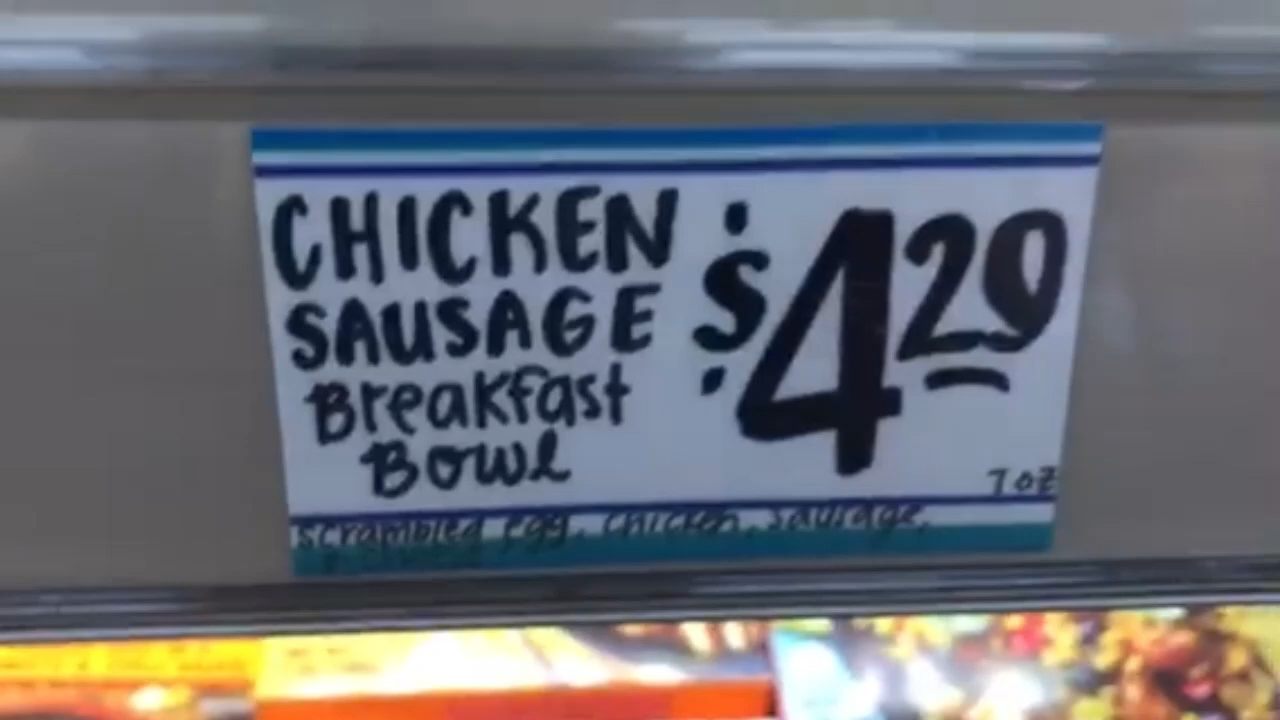 CHICKEN
SAUSAGE
Breakfast
Bowl
$4.29
7 oz
scrambled egg, chicken, sausage,